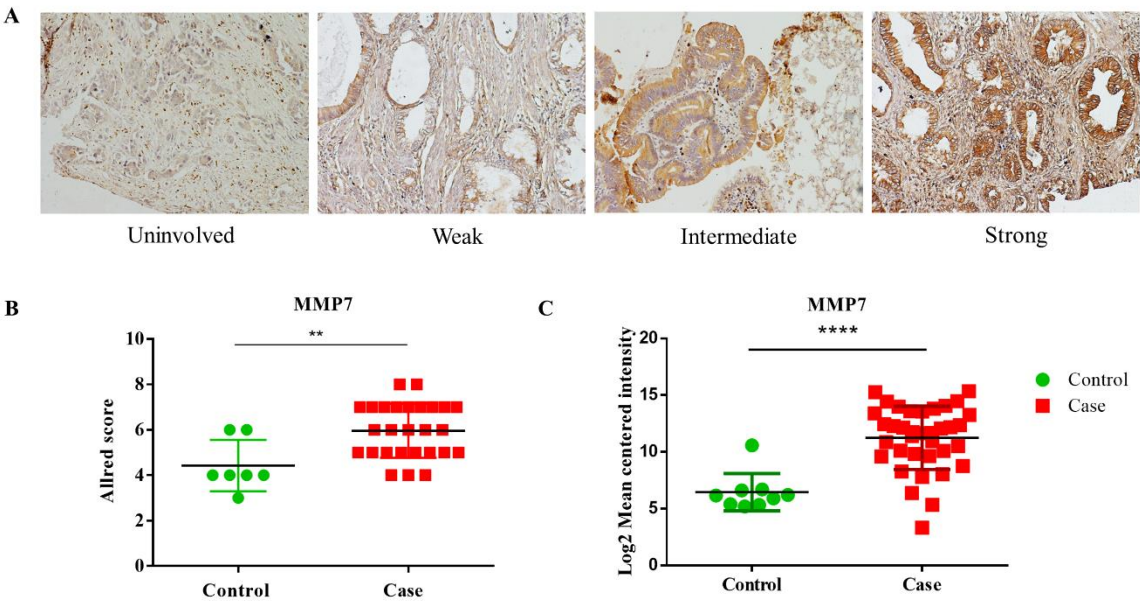 A
Uninvolved
Weak
Intermediate
Strong
B
MMP7
**
Allred score
10
8
6
4
2
0
Control
Case
C
MMP7
****
Log2 Mean centered intensity
20
15
10
5
0
Control
Case
Control
Case